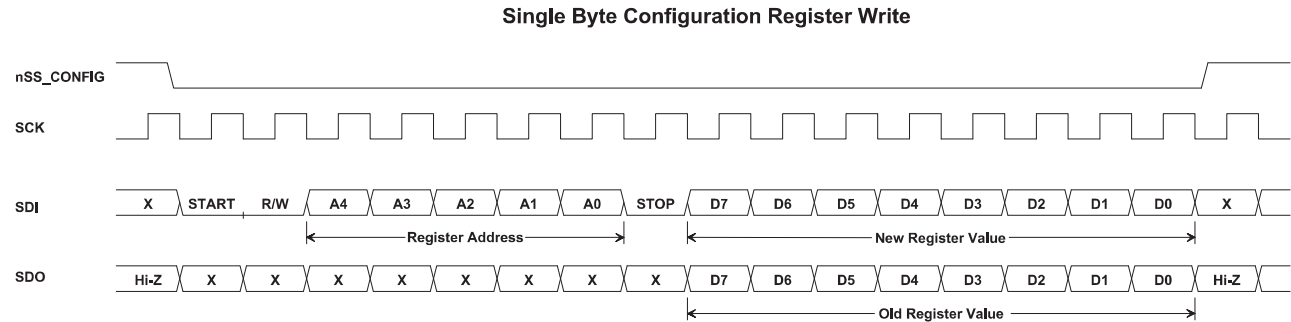 Single Byte Configuration Register Write
nSS_CONFIG
SCK
SDI X START R/W A4 A3 A2 A1 A0 STOP D7 D6 D5 D4 D3 D2 D1 D0 X
Register Address New Register Value
SDO Hi-Z X X X X X X X X D7 D6 D5 D4 D3 D2 D1 D0 Hi-Z
Old Register Value